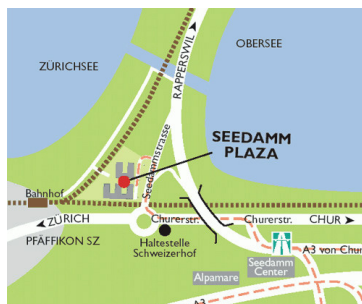 ZÜRICHSEE
OBERSEE
RAPPERSWIL
SEEDAMM
PLAZA
Seedammstrasse
Bahnhof
ZÜRICH
Churerstr.
Churerstr.
CHUR
PFÄFFIKON SZ
Haltestelle
Schweizerhof
A3 von Chur
Seedamm
Center
Alpamare
A3